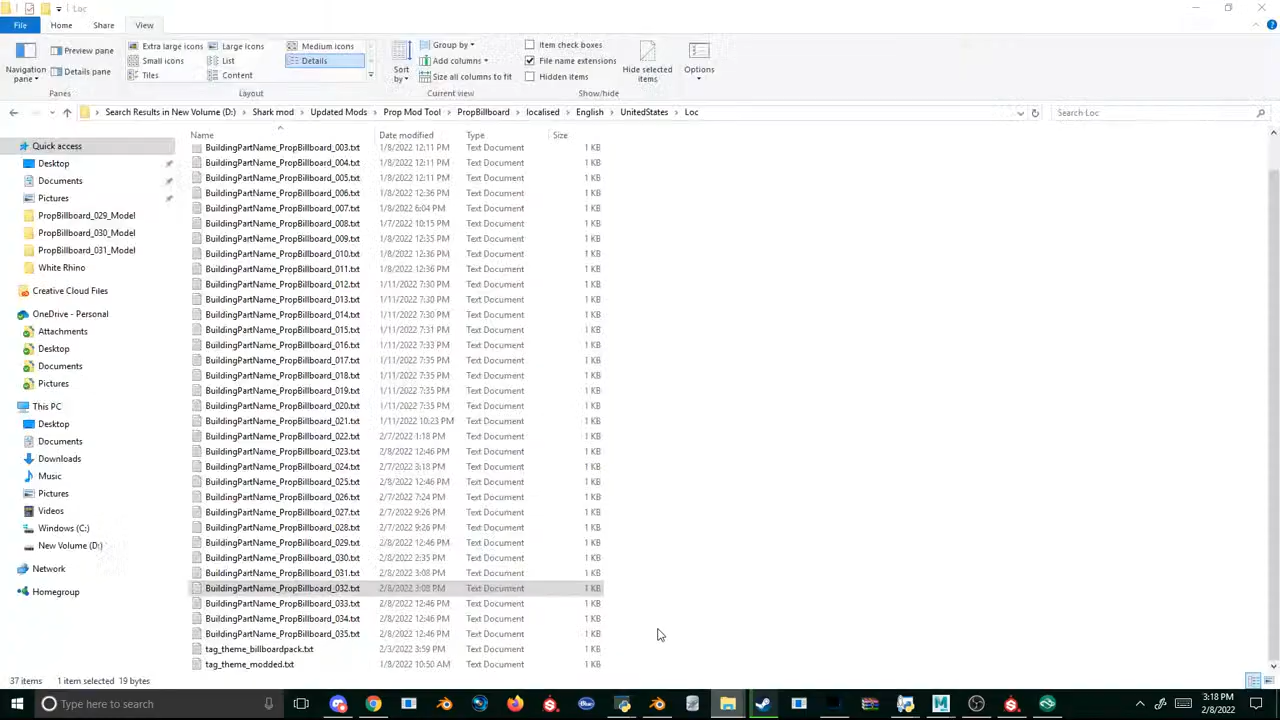 Loc
File Home Share View
Navigation pane
Preview pane
Details pane
Panes
Extra large icons Large icons Medium icons
Small icons List Details
Tiles Content
Layout
Sort by
Group by
Add columns
Size all columns to fit
Current view
Item check boxes
File name extensions
Hidden items
Hide selected items
Show/hide
Options
Search Results in New Volume (D:) > Shark mod > Updated Mods > Prop Mod Tool > PropBillboard > localised > English > UnitedStates > Loc
Search Loc
Quick access
Desktop
Documents
Pictures
PropBillboard_029_Model
PropBillboard_030_Model
PropBillboard_031_Model
White Rhino
Creative Cloud Files
OneDrive - Personal
Attachments
Desktop
Documents
Pictures
This PC
Desktop
Documents
Downloads
Music
Pictures
Videos
Windows (C:)
New Volume (D:)
Network
Homegroup
Name Date modified Type Size
BuildingPartName_PropBillboard_003.txt 1/8/2022 12:11 PM Text Document 1 KB
BuildingPartName_PropBillboard_004.txt 1/8/2022 12:11 PM Text Document 1 KB
BuildingPartName_PropBillboard_005.txt 1/8/2022 12:11 PM Text Document 1 KB
BuildingPartName_PropBillboard_006.txt 1/8/2022 12:36 PM Text Document 1 KB
BuildingPartName_PropBillboard_007.txt 1/8/2022 6:04 PM Text Document 1 KB
BuildingPartName_PropBillboard_008.txt 1/7/2022 10:15 PM Text Document 1 KB
BuildingPartName_PropBillboard_009.txt 1/8/2022 12:35 PM Text Document 1 KB
BuildingPartName_PropBillboard_010.txt 1/8/2022 12:36 PM Text Document 1 KB
BuildingPartName_PropBillboard_011.txt 1/8/2022 12:36 PM Text Document 1 KB
BuildingPartName_PropBillboard_012.txt 1/11/2022 7:30 PM Text Document 1 KB
BuildingPartName_PropBillboard_013.txt 1/11/2022 7:30 PM Text Document 1 KB
BuildingPartName_PropBillboard_014.txt 1/11/2022 7:30 PM Text Document 1 KB
BuildingPartName_PropBillboard_015.txt 1/11/2022 7:31 PM Text Document 1 KB
BuildingPartName_PropBillboard_016.txt 1/11/2022 7:33 PM Text Document 1 KB
BuildingPartName_PropBillboard_017.txt 1/11/2022 7:35 PM Text Document 1 KB
BuildingPartName_PropBillboard_018.txt 1/11/2022 7:35 PM Text Document 1 KB
BuildingPartName_PropBillboard_019.txt 1/11/2022 7:35 PM Text Document 1 KB
BuildingPartName_PropBillboard_020.txt 1/11/2022 7:35 PM Text Document 1 KB
BuildingPartName_PropBillboard_021.txt 1/11/2022 10:23 PM Text Document 1 KB
BuildingPartName_PropBillboard_022.txt 2/7/2022 1:18 PM Text Document 1 KB
BuildingPartName_PropBillboard_023.txt 2/8/2022 12:46 PM Text Document 1 KB
BuildingPartName_PropBillboard_024.txt 2/7/2022 3:18 PM Text Document 1 KB
BuildingPartName_PropBillboard_025.txt 2/8/2022 12:46 PM Text Document 1 KB
BuildingPartName_PropBillboard_026.txt 2/7/2022 7:24 PM Text Document 1 KB
BuildingPartName_PropBillboard_027.txt 2/7/2022 9:26 PM Text Document 1 KB
BuildingPartName_PropBillboard_028.txt 2/7/2022 9:26 PM Text Document 1 KB
BuildingPartName_PropBillboard_029.txt 2/8/2022 12:46 PM Text Document 1 KB
BuildingPartName_PropBillboard_030.txt 2/8/2022 2:35 PM Text Document 1 KB
BuildingPartName_PropBillboard_031.txt 2/8/2022 3:08 PM Text Document 1 KB
BuildingPartName_PropBillboard_032.txt 2/8/2022 3:08 PM Text Document 1 KB
BuildingPartName_PropBillboard_033.txt 2/8/2022 12:46 PM Text Document 1 KB
BuildingPartName_PropBillboard_034.txt 2/8/2022 12:46 PM Text Document 1 KB
BuildingPartName_PropBillboard_035.txt 2/8/2022 12:46 PM Text Document 1 KB
tag_theme_billboardpack.txt 2/3/2022 3:59 PM Text Document 1 KB
tag_theme_modded.txt 1/8/2022 10:50 AM Text Document 1 KB
37 items 1 item selected 19 bytes
Type here to search
3:18 PM
2/8/2022